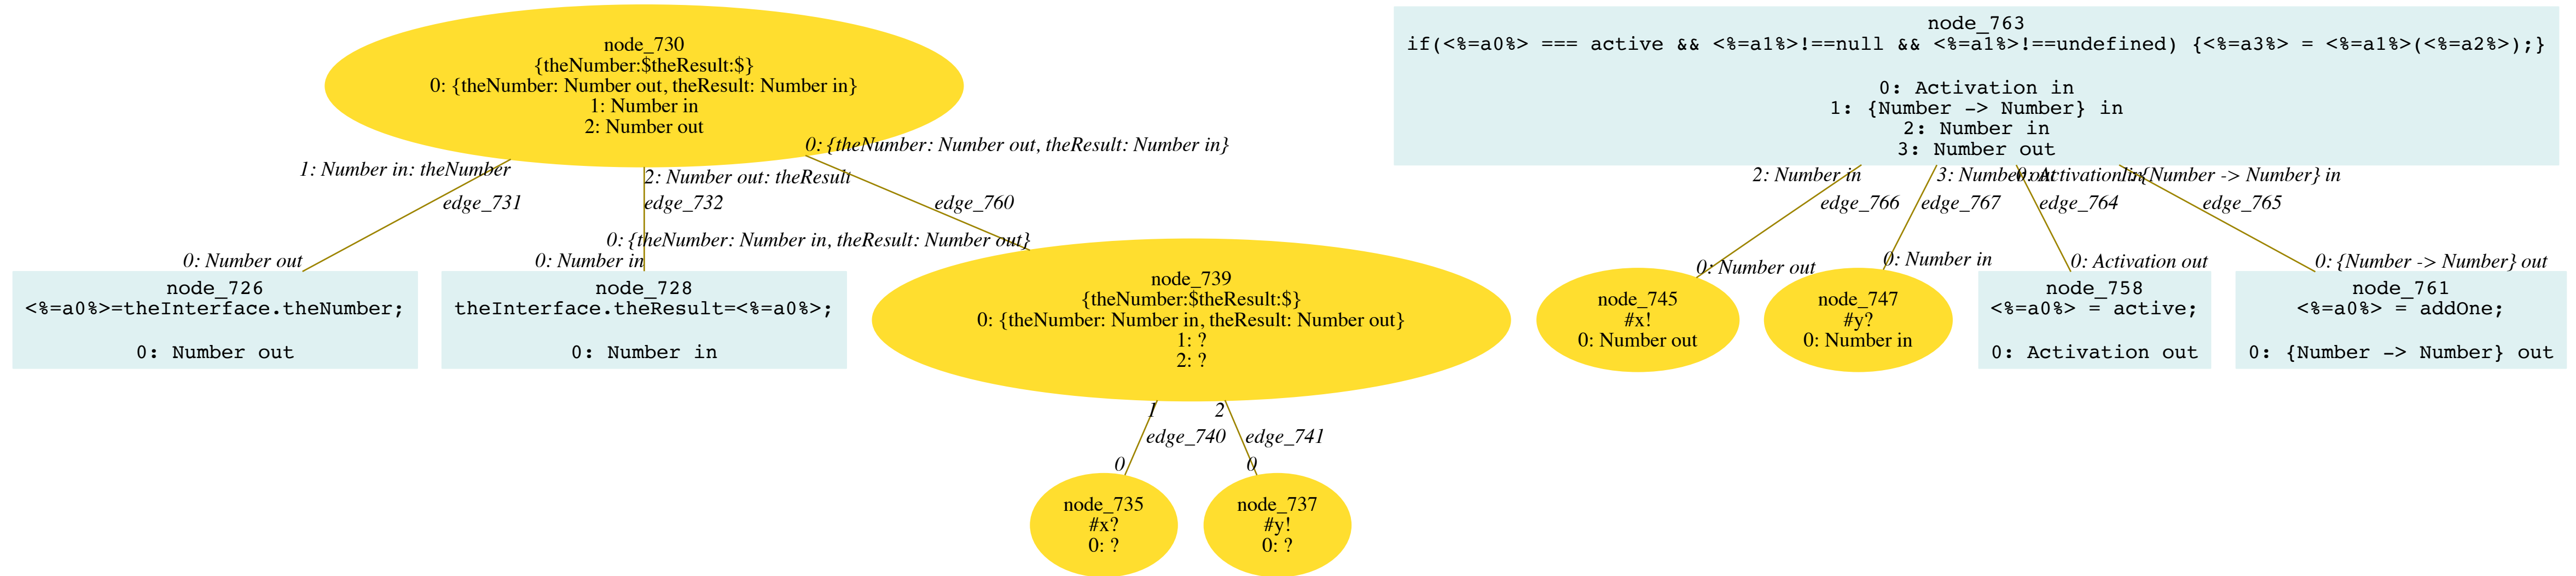 node_730
{theNumber:$theResult:$}
0: {theNumber: Number out, theResult: Number in}
1: Number in
2: Number out
node_763
if(<%=a0%> === active && <%=a1%>!==null && <%=a1%>!==undefined) {<%=a3%> = <%=a1%>(<%=a2%>);}
0: Activation in
1: {Number -> Number} in
2: Number in
3: Number out
1: Number in: theNumber
2: Number out: theResult
0: {theNumber: Number out, theResult: Number in}
edge_731
edge_732
edge_760
0: Number out
0: Number in
0: {theNumber: Number in, theResult: Number out}
2: Number in
3: Number out
0: Activation in
1: {Number -> Number} in
edge_766
edge_767
edge_764
edge_765
0: Number out
0: Number in
0: Activation out
0: {Number -> Number} out
node_726
<%=a0%>=theInterface.theNumber;
0: Number out
node_728
theInterface.theResult=<%=a0%>;
0: Number in
node_739
{theNumber:$theResult:$}
0: {theNumber: Number in, theResult: Number out}
1: ?
2: ?
node_745
#x!
0: Number out
node_747
#y?
0: Number in
node_758
<%=a0%> = active;
0: Activation out
node_761
<%=a0%> = addOne;
0: {Number -> Number} out
1
2
edge_740
edge_741
0
0
node_735
#x?
0: ?
node_737
#y!
0: ?